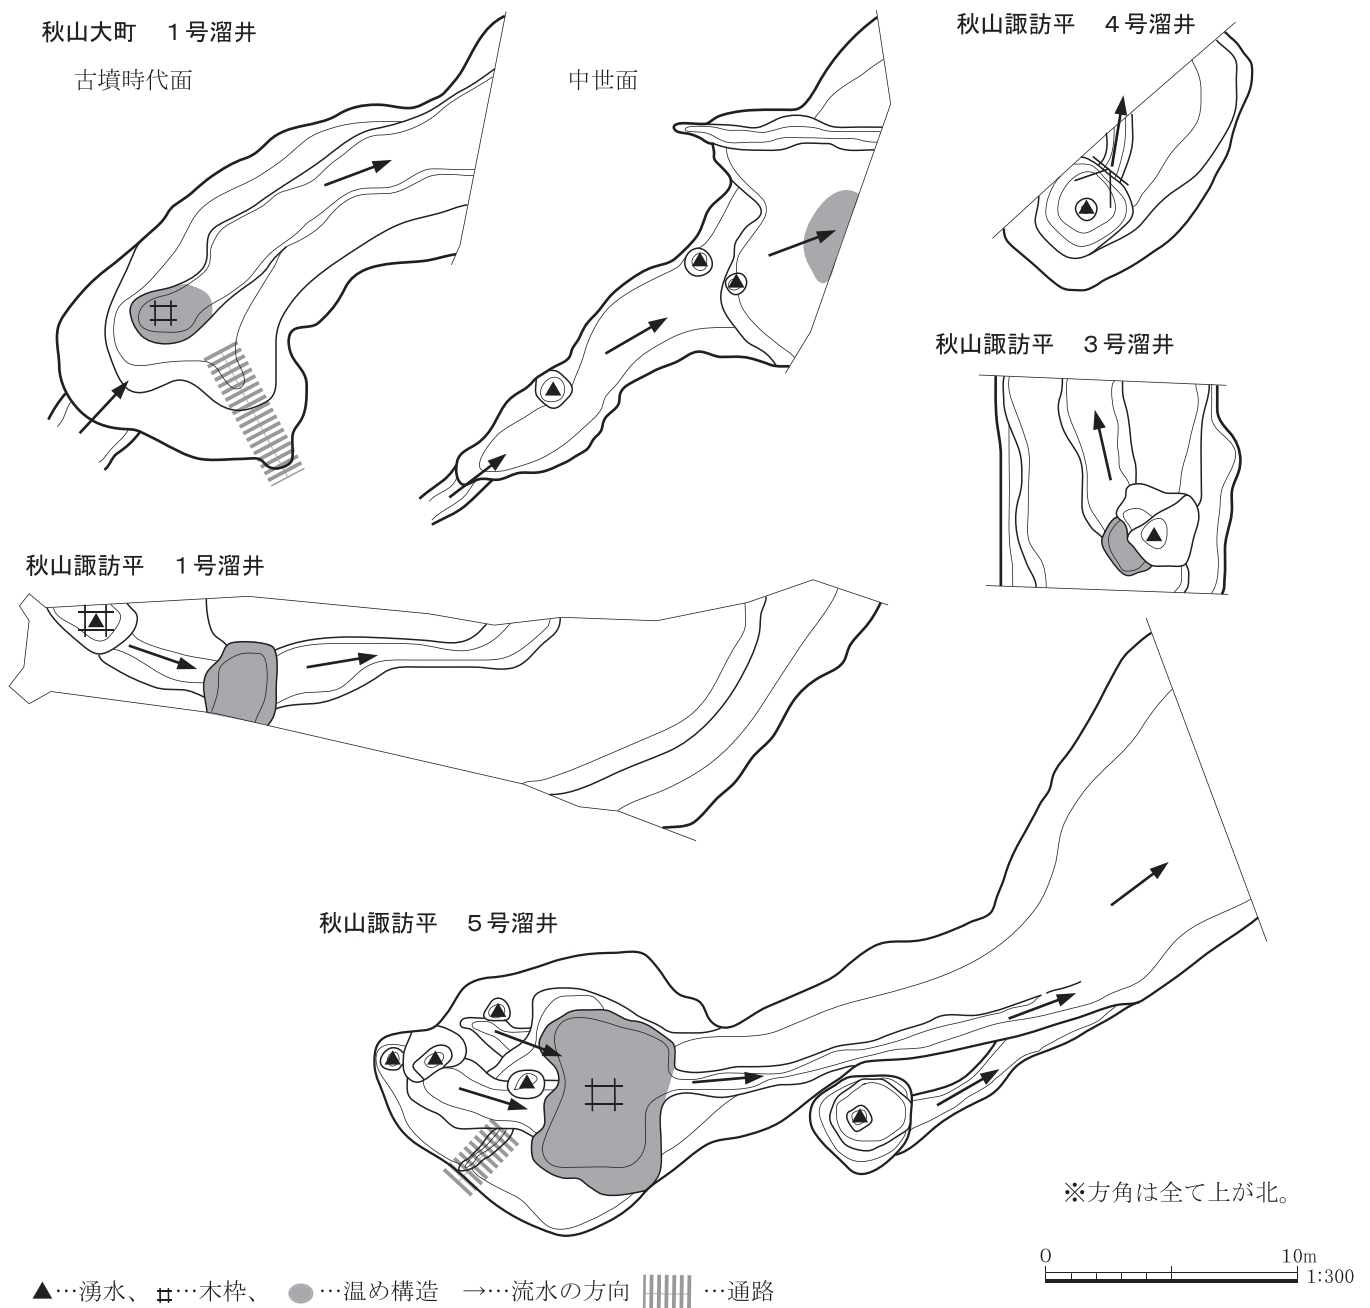 秋山大町　１号溜井
古墳時代面
中世面
秋山諏訪平　４号溜井
秋山諏訪平　３号溜井
秋山諏訪平　１号溜井
秋山諏訪平　５号溜井
※方角は全て上が北。
0 10m
1:300
▲…湧水、 …木枠、 …温め構造 →…流水の方向 …通路